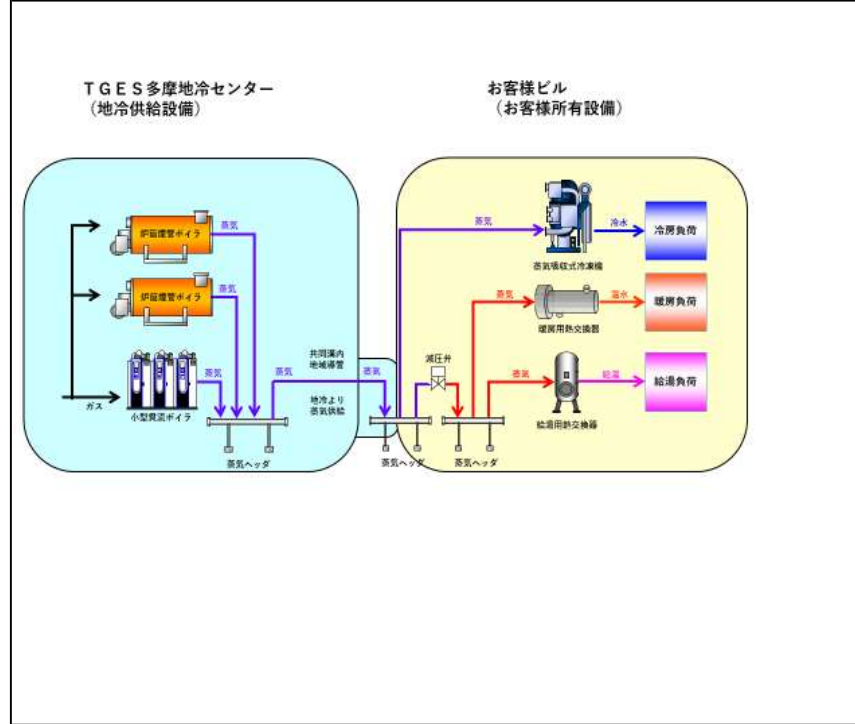 TGES多摩地冷センター
(地冷供給設備)
お客様ビル
(お客様所有設備)
炉筒煙管ボイラ
蒸気
炉筒煙管ボイラ
蒸気
小型貫流ボイラ
蒸気
ガス
蒸気ヘッダ
蒸気
共同溝内
地域導管
地冷より
蒸気供給
蒸気
蒸気ヘッダ
減圧弁
蒸気ヘッダ
蒸気
蒸気吸収式冷凍機
冷水
冷房負荷
蒸気
暖房用熱交換器
温水
暖房負荷
蒸気
給湯用熱交換器
給湯
給湯負荷